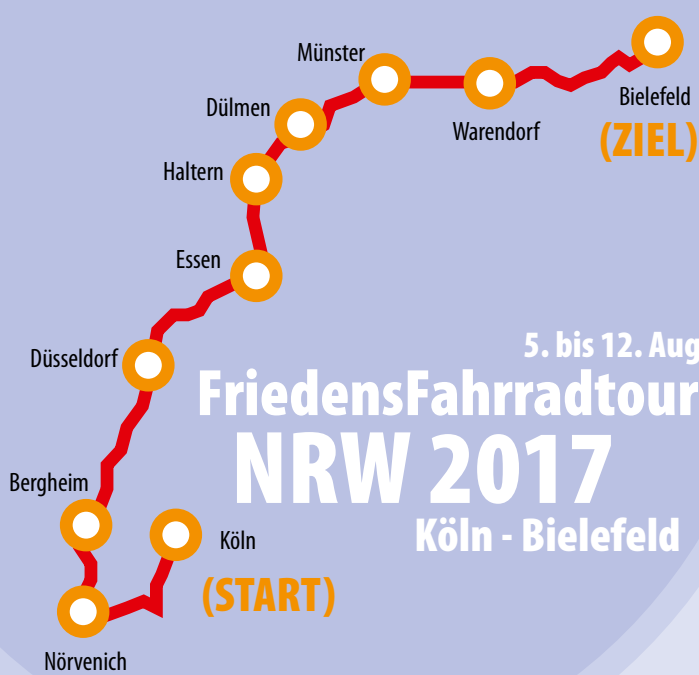 Münster
Bielefeld
(ZIEL)
Dülmen
Warendorf
Haltern
Essen
Düsseldorf
5. bis 12. Aug
FriedensFahrradtour
NRW 2017
Köln - Bielefeld
Bergheim
Köln
(START)
Nörvenich